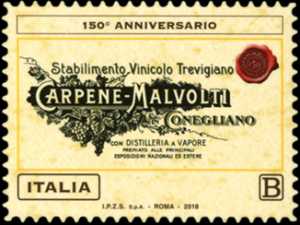 150° ANNIVERSARIO
Stabilimento Vinicolo Trevigiano
CARPENÈ-MALVOLTI
CONEGLIANO
CON DISTILLERIA A VAPORE
PREMIATO ALLE PRINCIPALI
ESPOSIZIONI NAZIONALI ED ESTERE
ITALIA
B
I.P.Z.S. S.p.A. - ROMA - 2018